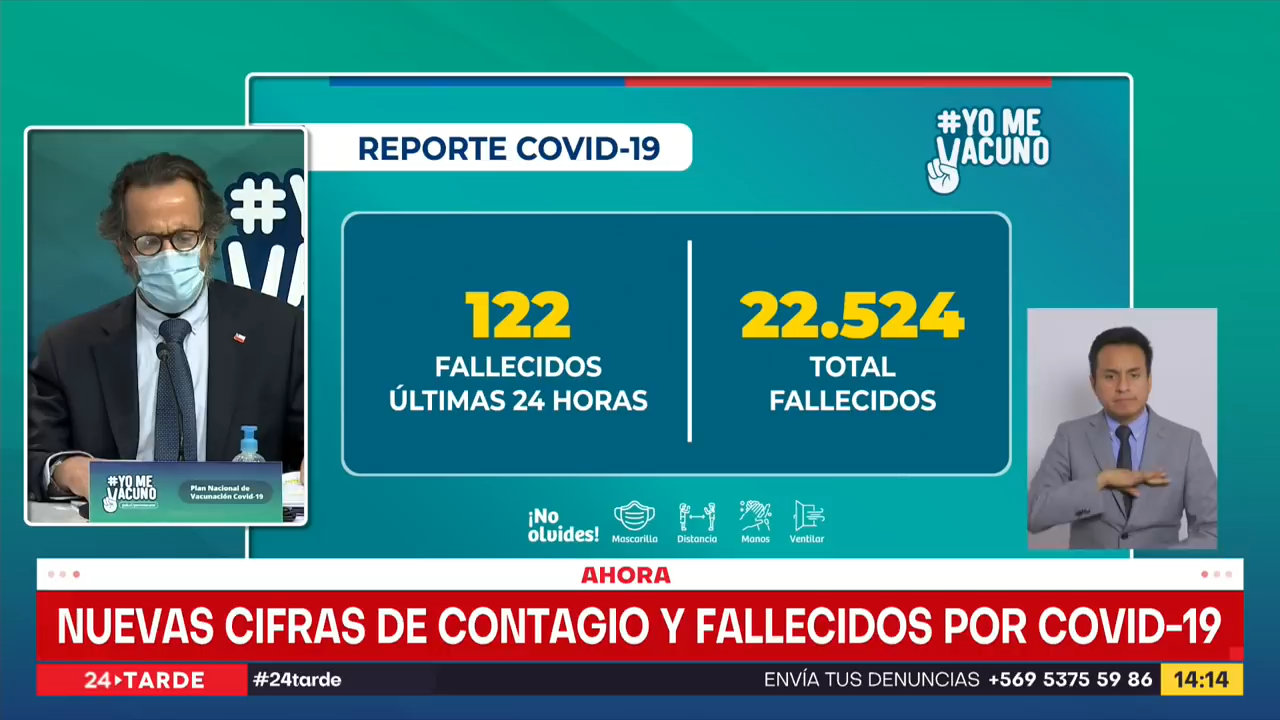 REPORTE COVID-19
#YO ME
VACUNO
#Y
V
122
FALLECIDOS
ÚLTIMAS 24 HORAS
22.524
TOTAL
FALLECIDOS
#YO ME
VACUNO
Plan Nacional de
Vacunación Covid-19
¡No
olvides!
Mascarilla
Distancia
Manos
Ventilar
AHORA
NUEVAS CIFRAS DE CONTAGIO Y FALLECIDOS POR COVID-19
24 TARDE
#24tarde
ENVÍA TUS DENUNCIAS +569 5375 59 86
14:14